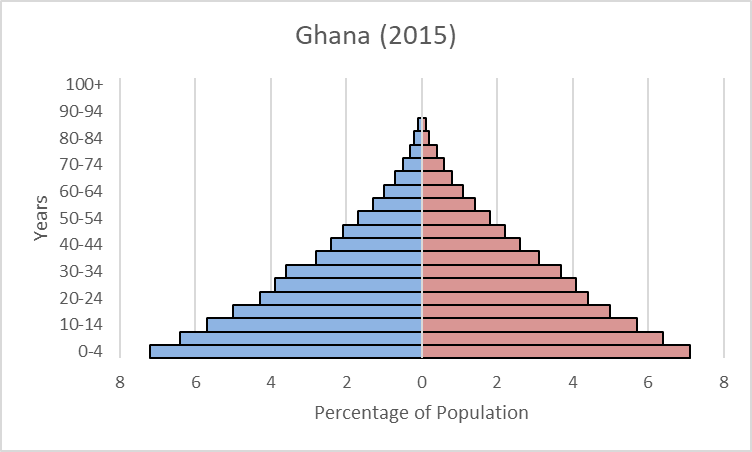 Ghana (2015)
100+
90-94
80-84
70-74
60-64
50-54
40-44
30-34
20-24
10-14
0-4
Years
8 6 4 2 0 2 4 6 8
Percentage of Population